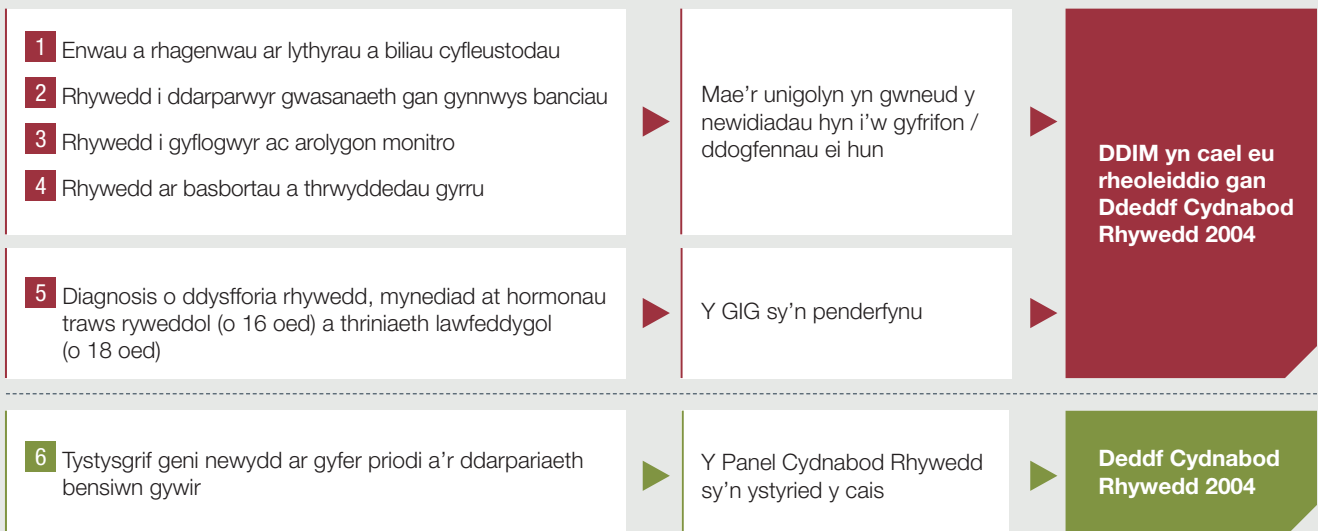 1 Enwau a rhagenwau ar lythyrau a biliau cyfleustodau
2 Rhywedd i ddarparwyr gwasanaeth gan gynnwys banciau
3 Rhywedd i gyflogwyr ac arolygon monitro
4 Rhywedd ar basbortau a thrwyddedau gyrru
Mae'r unigolyn yn gwneud y
newidiadau hyn i'w gyfrifon /
ddogfennau ei hun
DDIM yn cael eu
rheoleiddio gan
Ddeddf Cydnabod
Rhywedd 2004
5 Diagnosis o ddysfforia rhywedd, mynediad at hormonau
traws ryweddol (o 16 oed) a thriniaeth lawfeddygol
(o 18 oed)
Y GIG sy'n penderfynu
6 Tystysgrif geni newydd ar gyfer priodi a'r ddarpariaeth
bensiwn gywir
Y Panel Cydnabod Rhywedd
sy'n ystyried y cais
Deddf Cydnabod
Rhywedd 2004